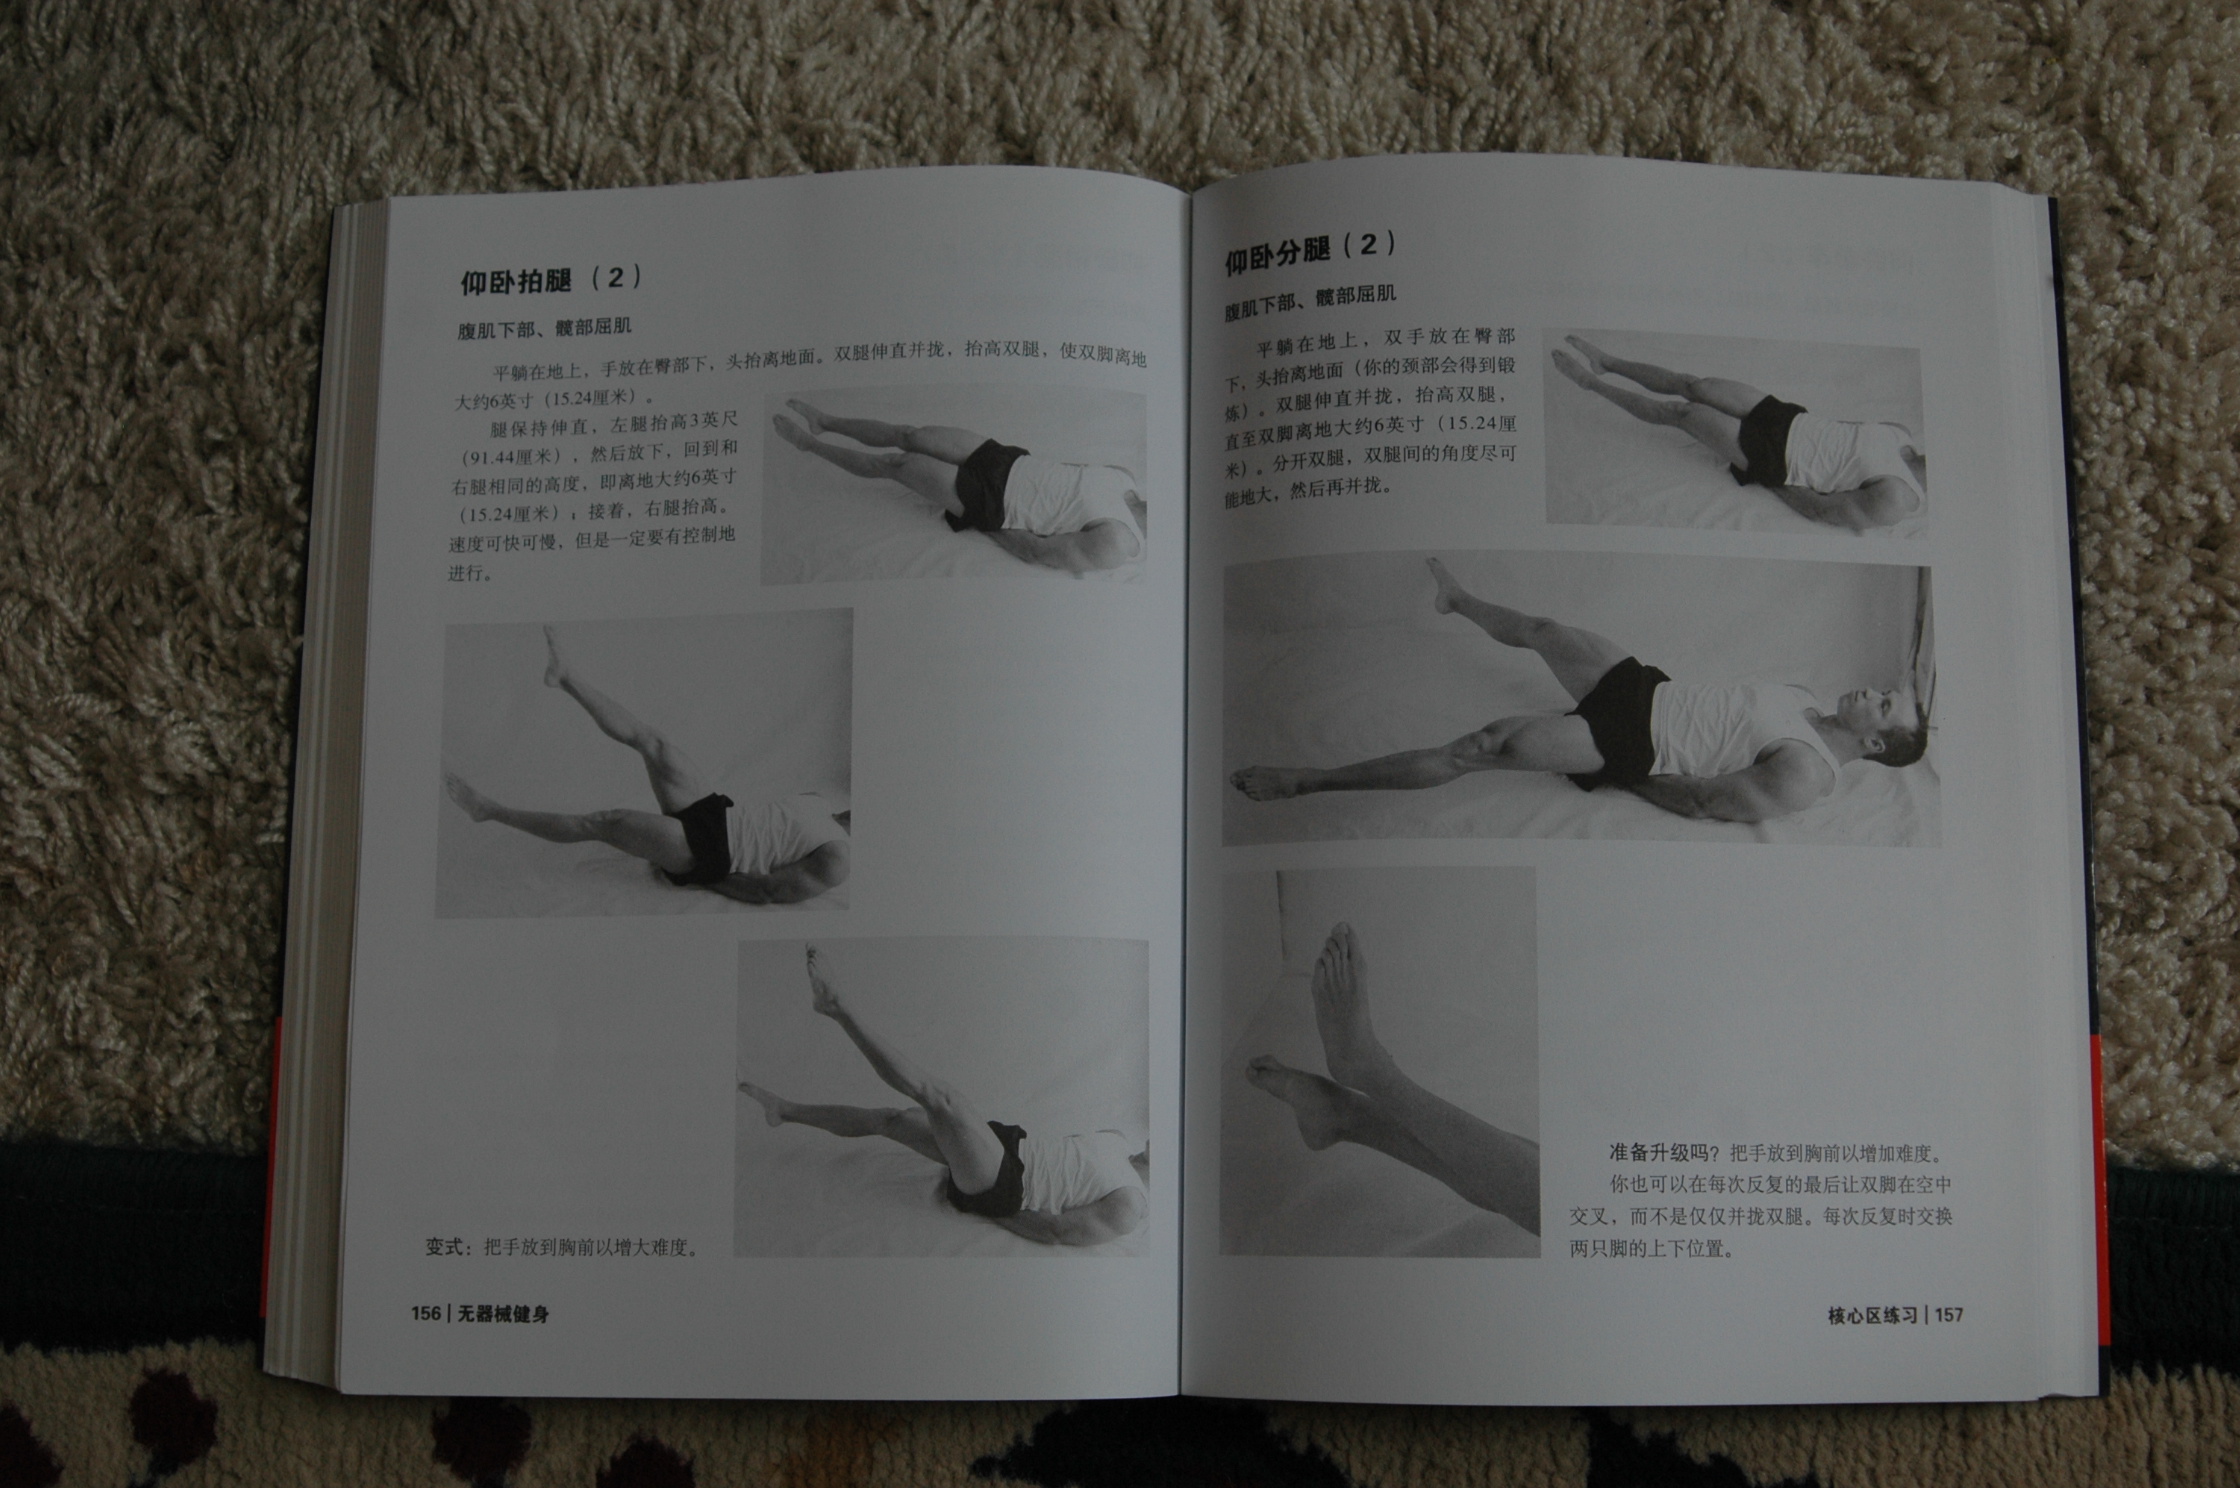 仰卧拍腿（2）
腹肌下部、髋部屈肌
平躺在地上，手放在臀部下，头抬离地面。双腿伸直并拢，抬高双腿，使双脚离地
大约6英寸（15.24厘米）。
腿保持伸直，左腿抬高3英尺
（91.44厘米），然后放下，回到和
右腿相同的高度，即离地大约6英寸
（15.24厘米）；接着，右腿抬高。
速度可快可慢，但是一定要有控制地
进行。
变式：把手放到胸前以增大难度。
156 | 无器械健身
仰卧分腿（2）
腹肌下部、髋部屈肌
平躺在地上，双手放在臀部
下，头抬离地面（你的颈部会得到锻
炼）。双腿伸直并拢，抬高双腿，
直至双脚离地大约6英寸（15.24厘
米）。分开双腿，双腿间的角度尽可
能地大，然后再并拢。
准备升级吗？把手放到胸前以增加难度。
你也可以在每次反复的最后让双脚在空中
交叉，而不是仅仅并拢双腿。每次反复时交换
两只脚的上下位置。
核心区练习 | 157